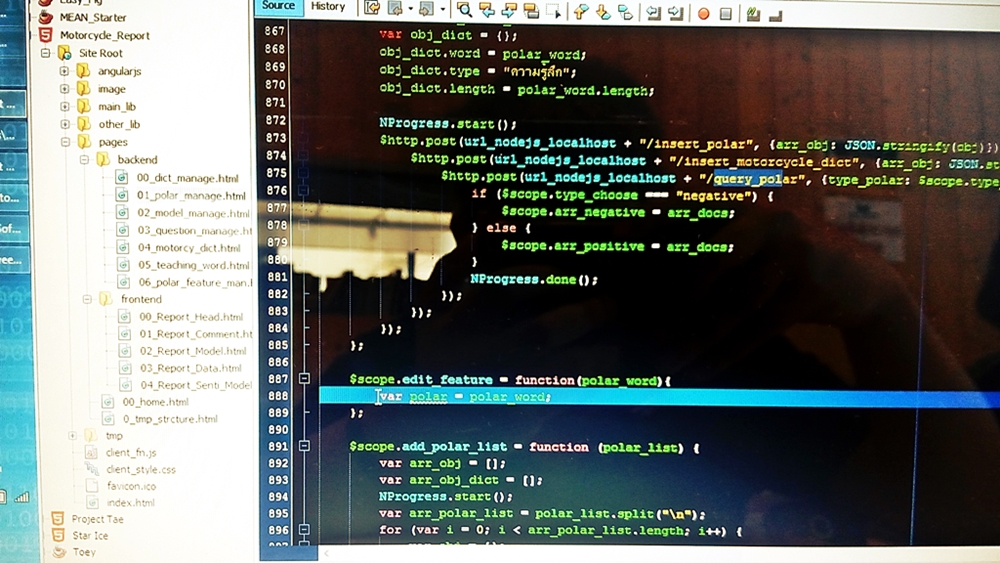 Source History
MEAN_Starter
Motorcycle_Report
Site Root
angularjs
image
main_lib
other_lib
pages
backend
00_dict_manage.html
01_polar_manage.html
02_model_manage.html
03_question_manage.html
04_motorcy_dict.html
05_teaching_word.html
06_polar_feature_man.
frontend
00_Report_Head.html
01_Report_Comment.ht
02_Report_Model.html
03_Report_Data.html
04_Report_Senti_Model
00_home.html
0_tmp_strcture.html
tmp
client_fn.js
client_style.css
favicon.ico
index.html
Project Tae
Star Ice
Toey
867 var obj_dict = {};
868 obj_dict.word = polar_word;
869 obj_dict.type = "ความรู้สึก";
870 obj_dict.length = polar_word.length;
871
872 NProgress.start();
873 $http.post(url_nodejs_localhost + "/insert_polar", {arr_obj: JSON.stringify(obj)})
874 $http.post(url_nodejs_localhost + "/insert_motorcycle_dict", {arr_obj: JSON.st
875 $http.post(url_nodejs_localhost + "/query_polar", {type_polar: $scope.typ
876 if ($scope.type_choose === "negative") {
877 $scope.arr_negative = arr_docs;
878 } else {
879 $scope.arr_positive = arr_docs;
880 }
881 NProgress.done();
882 });
883 });
884 });
885 };
886
887 $scope.edit_feature = function(polar_word){
888 var polar = polar_word;
889 };
890
891 $scope.add_polar_list = function (polar_list) {
892 var arr_obj = [];
893 var arr_obj_dict = [];
894 NProgress.start();
895 var arr_polar_list = polar_list.split("\n");
896 for (var i = 0; i < arr_polar_list.length; i++) {